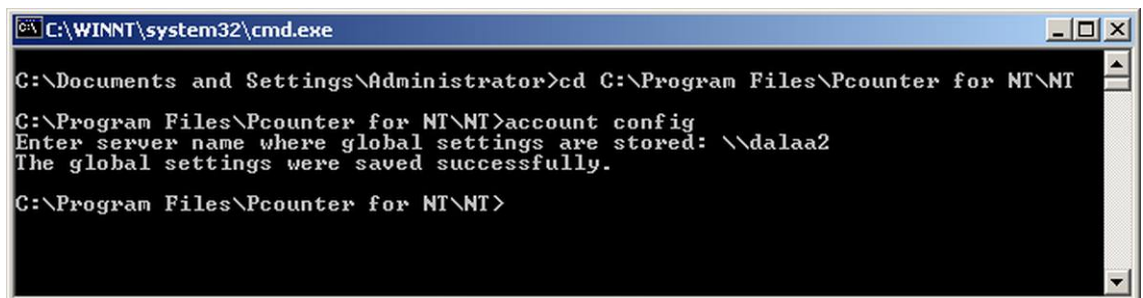 C:\WINNT\system32\cmd.exe
C:\Documents and Settings\Administrator>cd C:\Program Files\Pcounter for NT\NT
C:\Program Files\Pcounter for NT\NT>account config
Enter server name where global settings are stored: \\dalaa2
The global settings were saved successfully.
C:\Program Files\Pcounter for NT\NT>